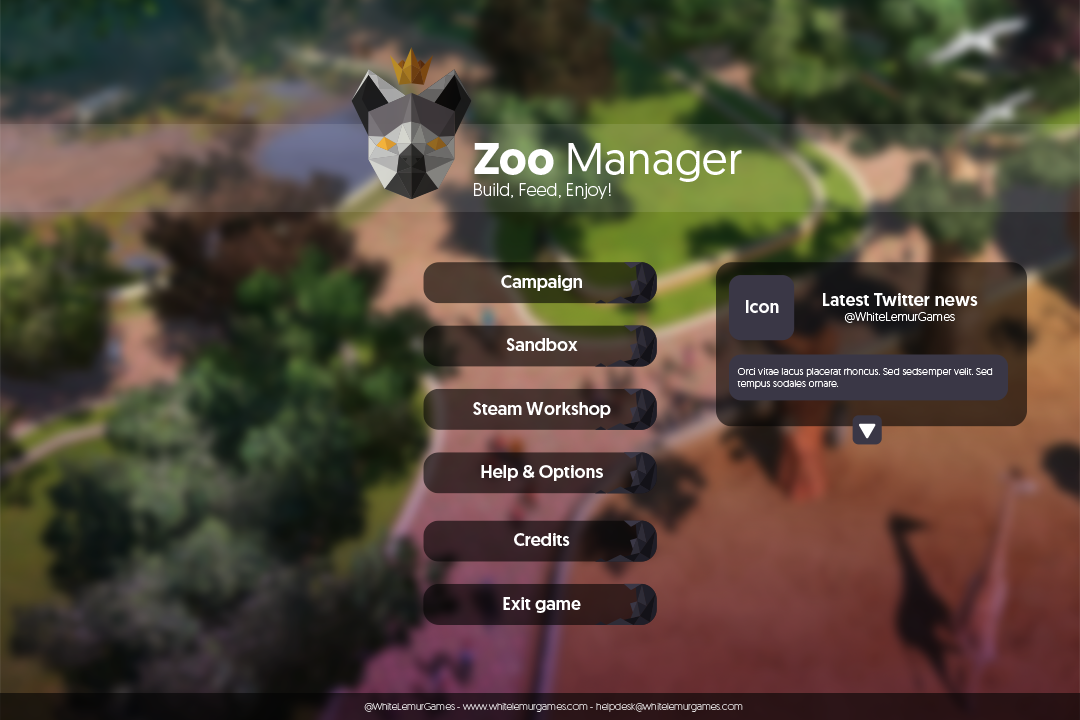 Zoo Manager
Build, Feed, Enjoy!
Campaign
Sandbox
Steam Workshop
Help & Options
Credits
Exit game
Icon
Latest Twitter news
@WhiteLemurGames
Orci vitae lacus placerat rhoncus. Sed sedsemper velit. Sed
tempus sodales ornare.
@WhiteLemurGames - www.whitelemurgames.com - helpdesk@whitelemurgames.com